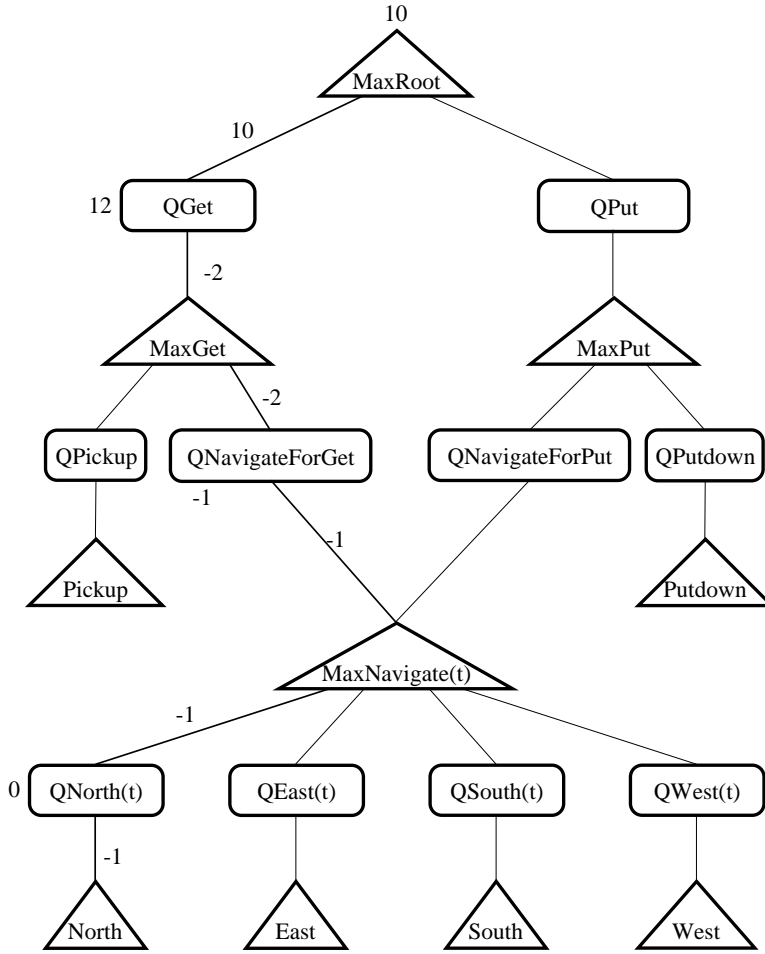 10
MaxRoot
10
12 QGet QPut
-2
MaxGet MaxPut
-2
QPickup QNavigateForGet QNavigateForPut QPutdown
-1
-1
Pickup Putdown
MaxNavigate(t)
-1
0 QNorth(t) QEast(t) QSouth(t) QWest(t)
-1
North East South West